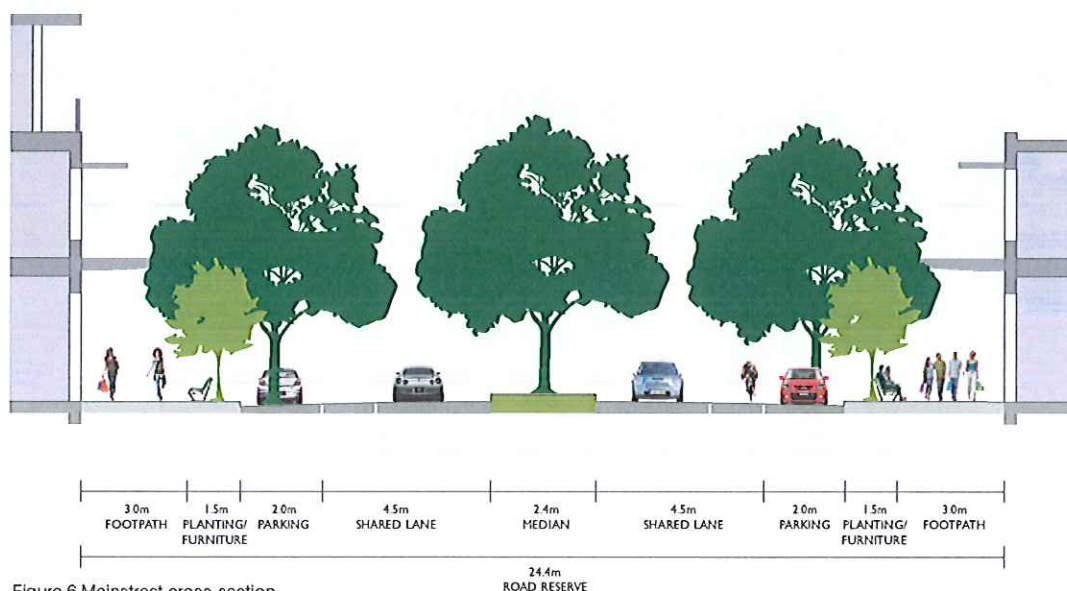 3.0m 1.5m 2.0m 4.5m 2.4m 4.5m 2.0m 1.5m 3.0m
FOOTPATH PLANTING/ PARKING SHARED LANE MEDIAN SHARED LANE PARKING PLANTING/ FOOTPATH
FURNITURE FURNITURE
24.4m
ROAD RESERVE
Figure 6 Mainstreet cross-section